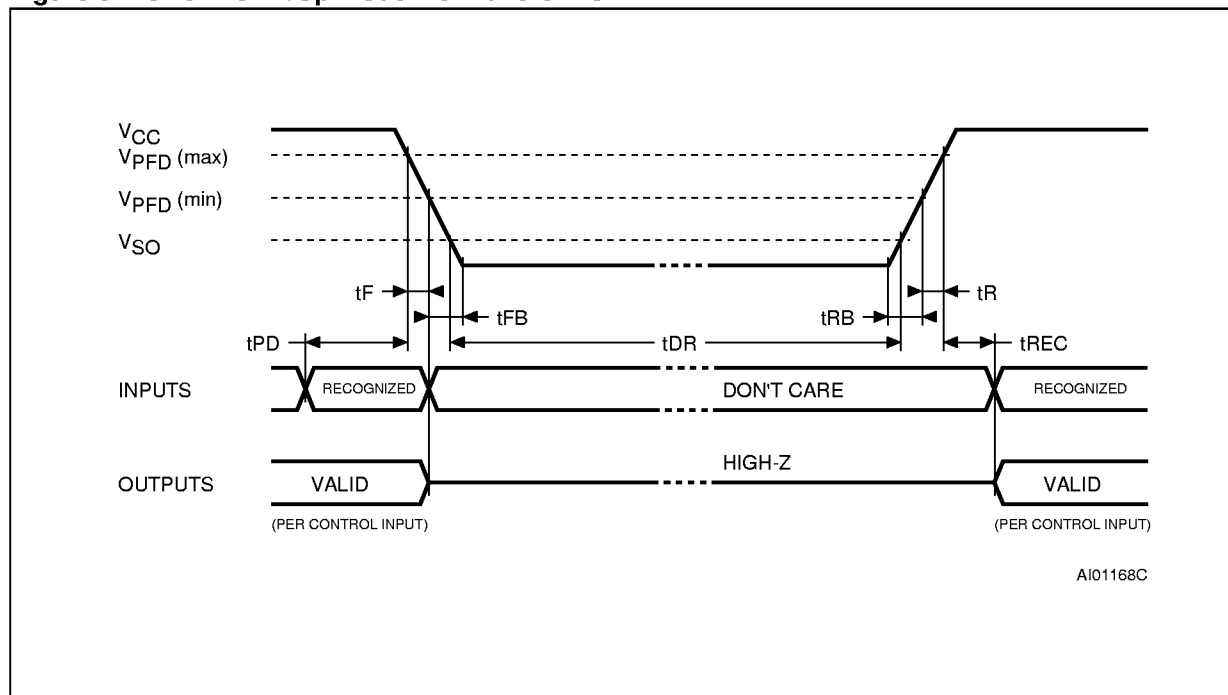 VCC
VPFD (max)
VPFD (min)
VSO
tF
tR
tFB
tRB
tPD
tDR
tREC
INPUTS
RECOGNIZED
DON'T CARE
RECOGNIZED
HIGH-Z
OUTPUTS
VALID
VALID
(PER CONTROL INPUT)
(PER CONTROL INPUT)
AI01168C